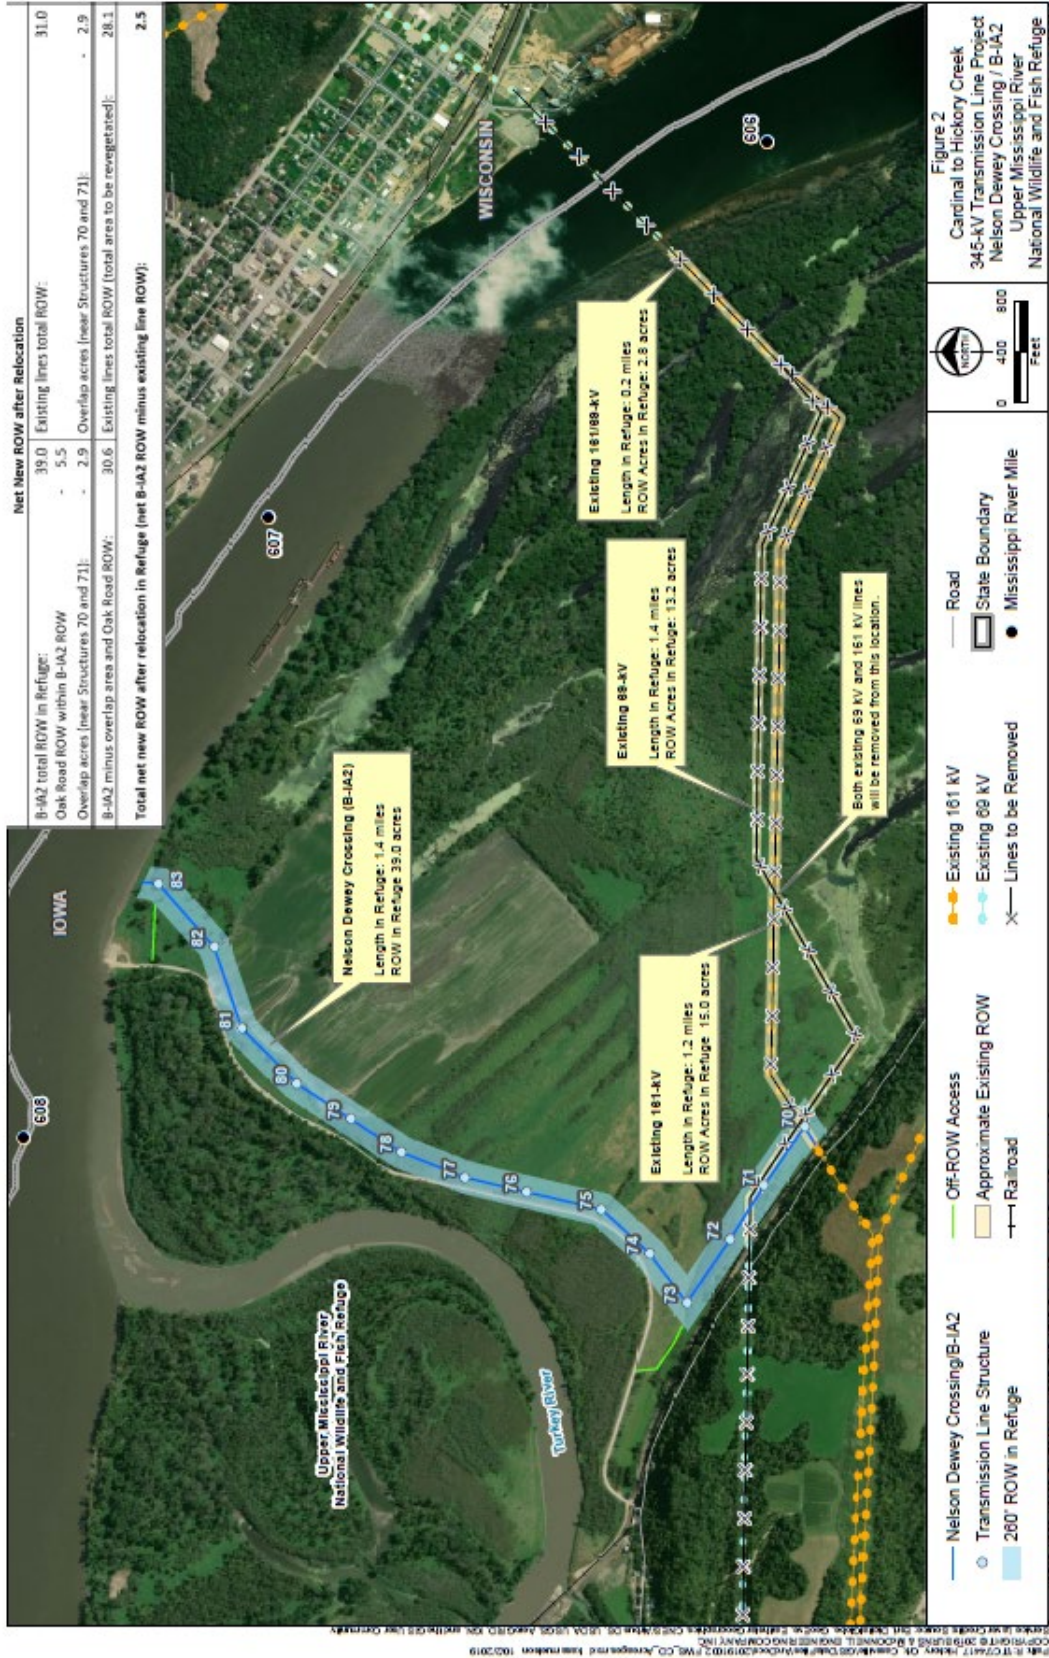 Net New ROW after Relocation
B-IA2 total ROW in Refuge: 39.0 Existing lines total ROW: 31.0
Oak Road ROW within B-IA2 ROW - 5.5
Overlap acres (near Structures 70 and 71): - 2.9 Overlap acres (near Structures 70 and 71): - 2.9
B-IA2 minus overlap area and Oak Road ROW: 30.6 Existing lines total ROW (total area to be revegetated): 28.1
Total net new ROW after relocation in Refuge (net B-IA2 ROW minus existing line ROW): 2.5
608
IOWA
607
WISCONSIN
606
83
82
81
80
79
78
77
76
75
74
73
72
71
70
Nelson Dewey Crossing (B-IA2)
Length in Refuge: 1.4 miles
ROW in Refuge 39.0 acres
Existing 161/69-kV
Length in Refuge: 0.2 miles
ROW Acres in Refuge: 2.8 acres
Existing 69-kV
Length in Refuge: 1.4 miles
ROW Acres in Refuge: 13.2 acres
Existing 161-kV
Length in Refuge: 1.2 miles
ROW Acres in Refuge 15.0 acres
Both existing 69 kV and 161 kV lines
will be removed from this location.
Upper Mississippi River
National Wildlife and Fish Refuge
Turkey River
Nelson Dewey Crossing/B-IA2
Transmission Line Structure
260' ROW in Refuge
Off-ROW Access
Approximate Existing ROW
Railroad
Existing 161 kV
Existing 69 kV
Lines to be Removed
Road
State Boundary
Mississippi River Mile
NORTH
0 400 800
Feet
Figure 2
Cardinal to Hickory Creek
345-kV Transmission Line Project
Nelson Dewey Crossing / B-IA2
Upper Mississippi River
National Wildlife and Fish Refuge